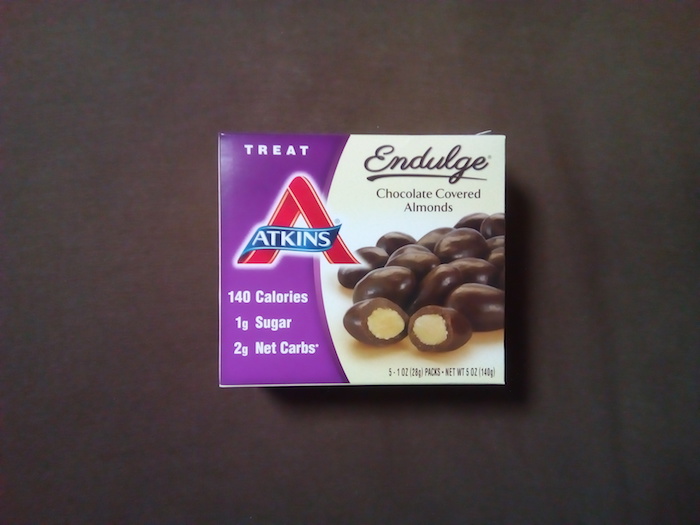 TREAT
Endulge®
Chocolate Covered
Almonds
ATKINS®
140 Calories
1g Sugar
2g Net Carbs*
5 - 1 OZ (28g) PACKS • NET WT 5 OZ (140g)